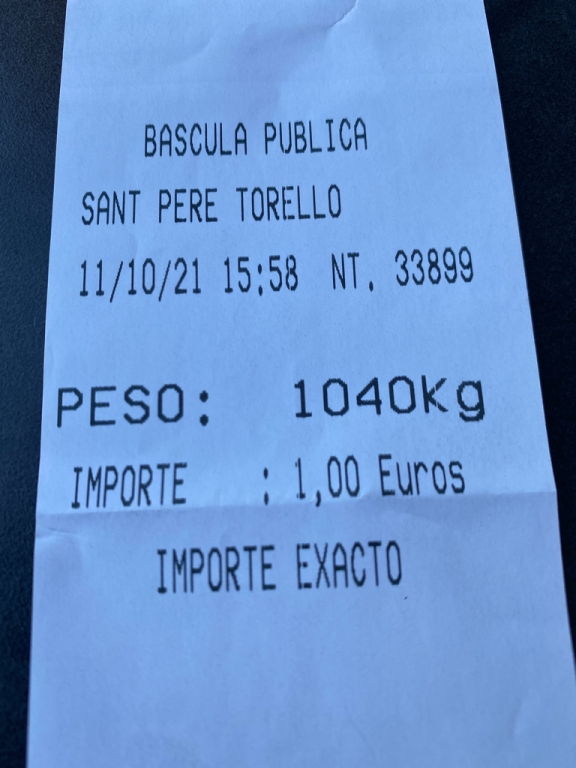 BASCULA PUBLICA
SANT PERE TORELLO
11/10/21 15:58 NT. 33899
PESO: 1040Kg
IMPORTE : 1,00 Euros
IMPORTE EXACTO